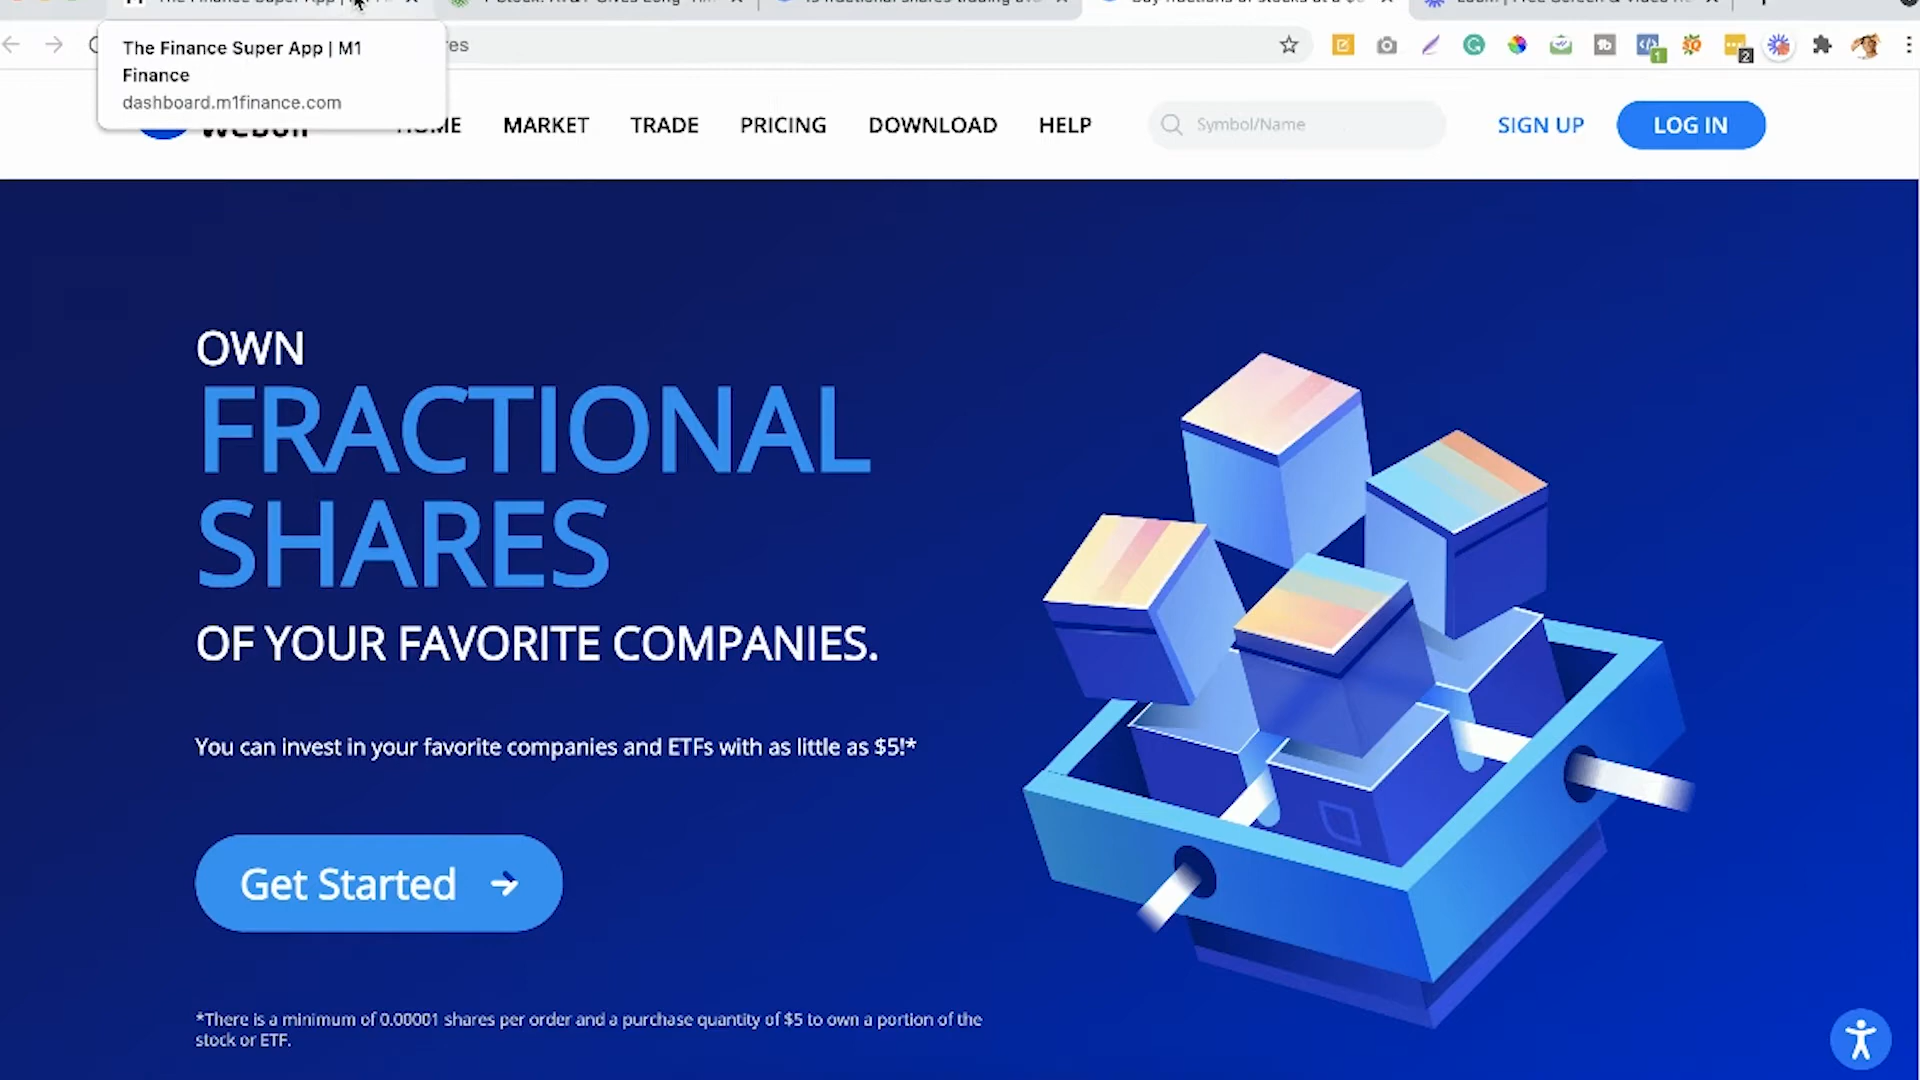 The Finance Super App | M1
Finance
dashboard.m1finance.com
HOME MARKET TRADE PRICING DOWNLOAD HELP Symbol/Name SIGN UP LOG IN
1
2
OWN
FRACTIONAL
SHARES
OF YOUR FAVORITE COMPANIES.
You can invest in your favorite companies and ETFs with as little as $5!*
Get Started
*There is a minimum of 0.00001 shares per order and a purchase quantity of $5 to own a portion of the
stock or ETF.